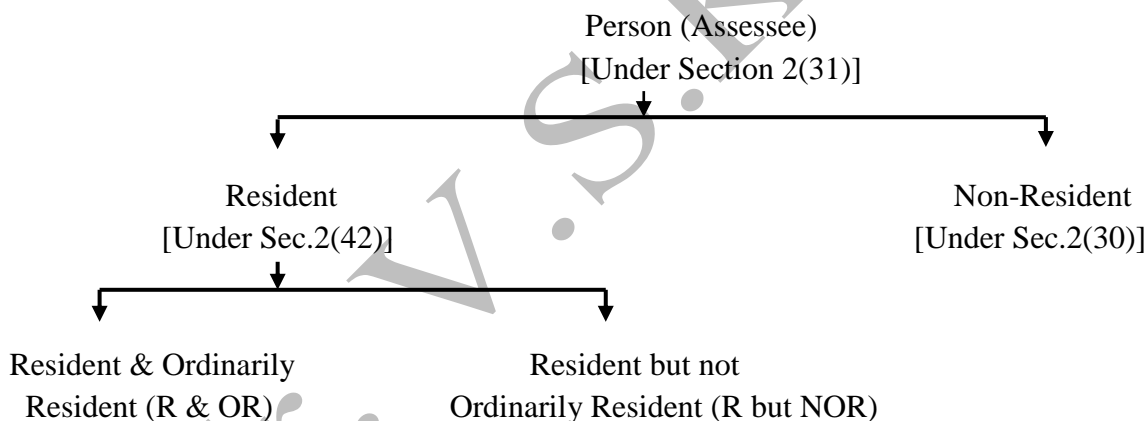 Person (Assessee)
[Under Section 2(31)]
Resident
Non-Resident
[Under Sec.2(42)]
[Under Sec.2(30)]
Resident & Ordinarily
Resident but not
Resident (R & OR)
Ordinarily Resident (R but NOR)